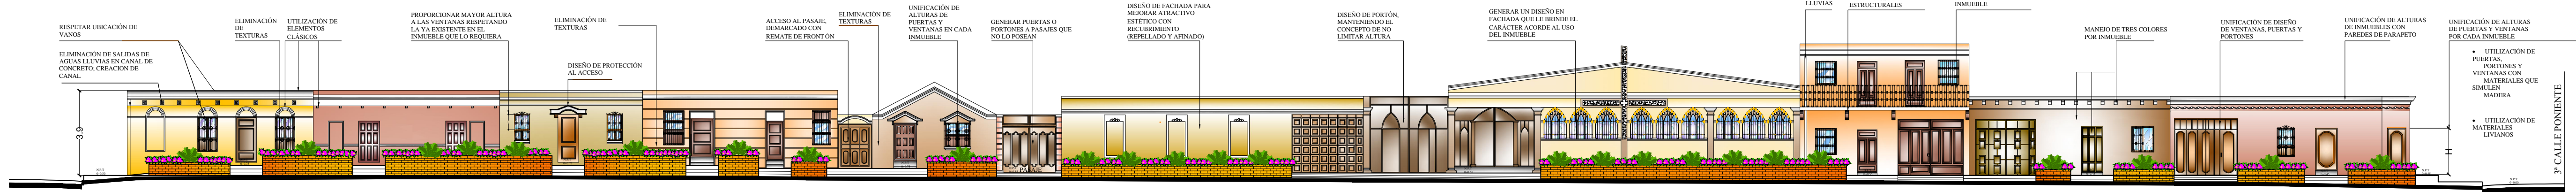 RESPETAR UBICACIÓN DE
VANOS
ELIMINACIÓN DE SALIDAS DE
AGUAS LLUVIAS EN CANAL DE
CONCRETO; CREACION DE
CANAL
ELIMINACIÓN
DE
TEXTURAS
UTILIZACIÓN DE
ELEMENTOS
CLÁSICOS
PROPORCIONAR MAYOR ALTURA
A LAS VENTANAS RESPETANDO
LA YA EXISTENTE EN EL
INMUEBLE QUE LO REQUIERA
ELIMINACIÓN DE
TEXTURAS
DISEÑO DE PROTECCIÓN
AL ACCESO
ACCESO AL PASAJE,
DEMARCADO CON
REMATE DE FRONTÓN
ELIMINACIÓN DE
TEXTURAS
UNIFICACIÓN DE
ALTURAS DE
PUERTAS Y
VENTANAS EN CADA
INMUEBLE
GENERAR PUERTAS O
PORTONES A PASAJES QUE
NO LO POSEAN
DISEÑO DE FACHADA PARA
MEJORAR ATRACTIVO
ESTÉTICO CON
RECUBRIMIENTO
(REPELLADO Y AFINADO)
DISEÑO DE PORTÓN,
MANTENIENDO EL
CONCEPTO DE NO
LIMITAR ALTURA
GENERAR UN DISEÑO EN
FACHADA QUE LE BRINDE EL
CARÁCTER ACORDE AL USO
DEL INMUEBLE
LLUVIAS
ESTRUCTURALES
INMUEBLE
MANEJO DE TRES COLORES
POR INMUEBLE
UNIFICACIÓN DE DISEÑO
DE VENTANAS, PUERTAS Y
PORTONES
UNIFICACIÓN DE ALTURAS
DE INMUEBLES CON
PAREDES DE PARAPETO
UNIFICACIÓN DE ALTURAS
DE PUERTAS Y VENTANAS
POR CADA INMUEBLE
• UTILIZACIÓN DE
PUERTAS,
PORTONES Y
VENTANAS CON
MATERIALES QUE
SIMULEN
MADERA
• UTILIZACIÓN DE
MATERIALES
LIVIANOS
3.9
3ª CALLE PONIENTE